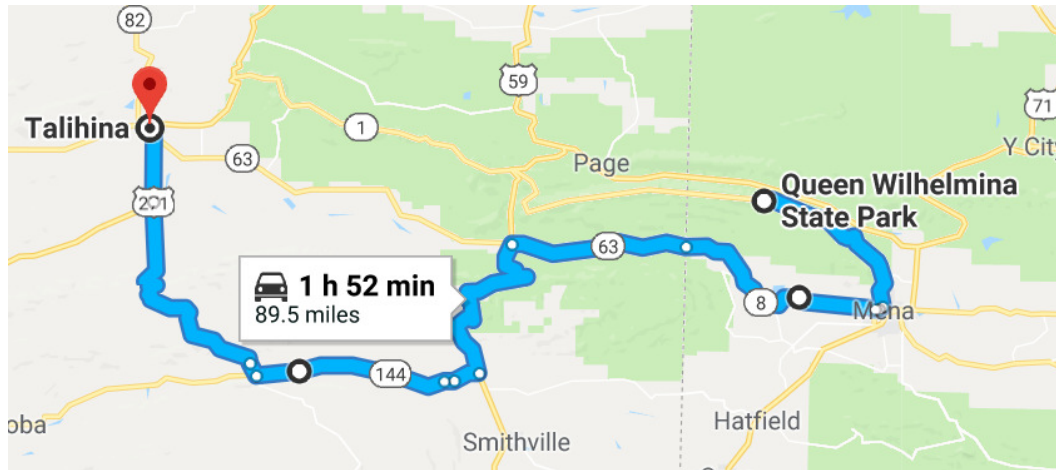 82
59
71
Talihina
1
63
Page
Y City
Queen Wilhelmina
State Park
63
1 h 52 min
89.5 miles
8
Mena
144
Hatfield
oba
Smithville